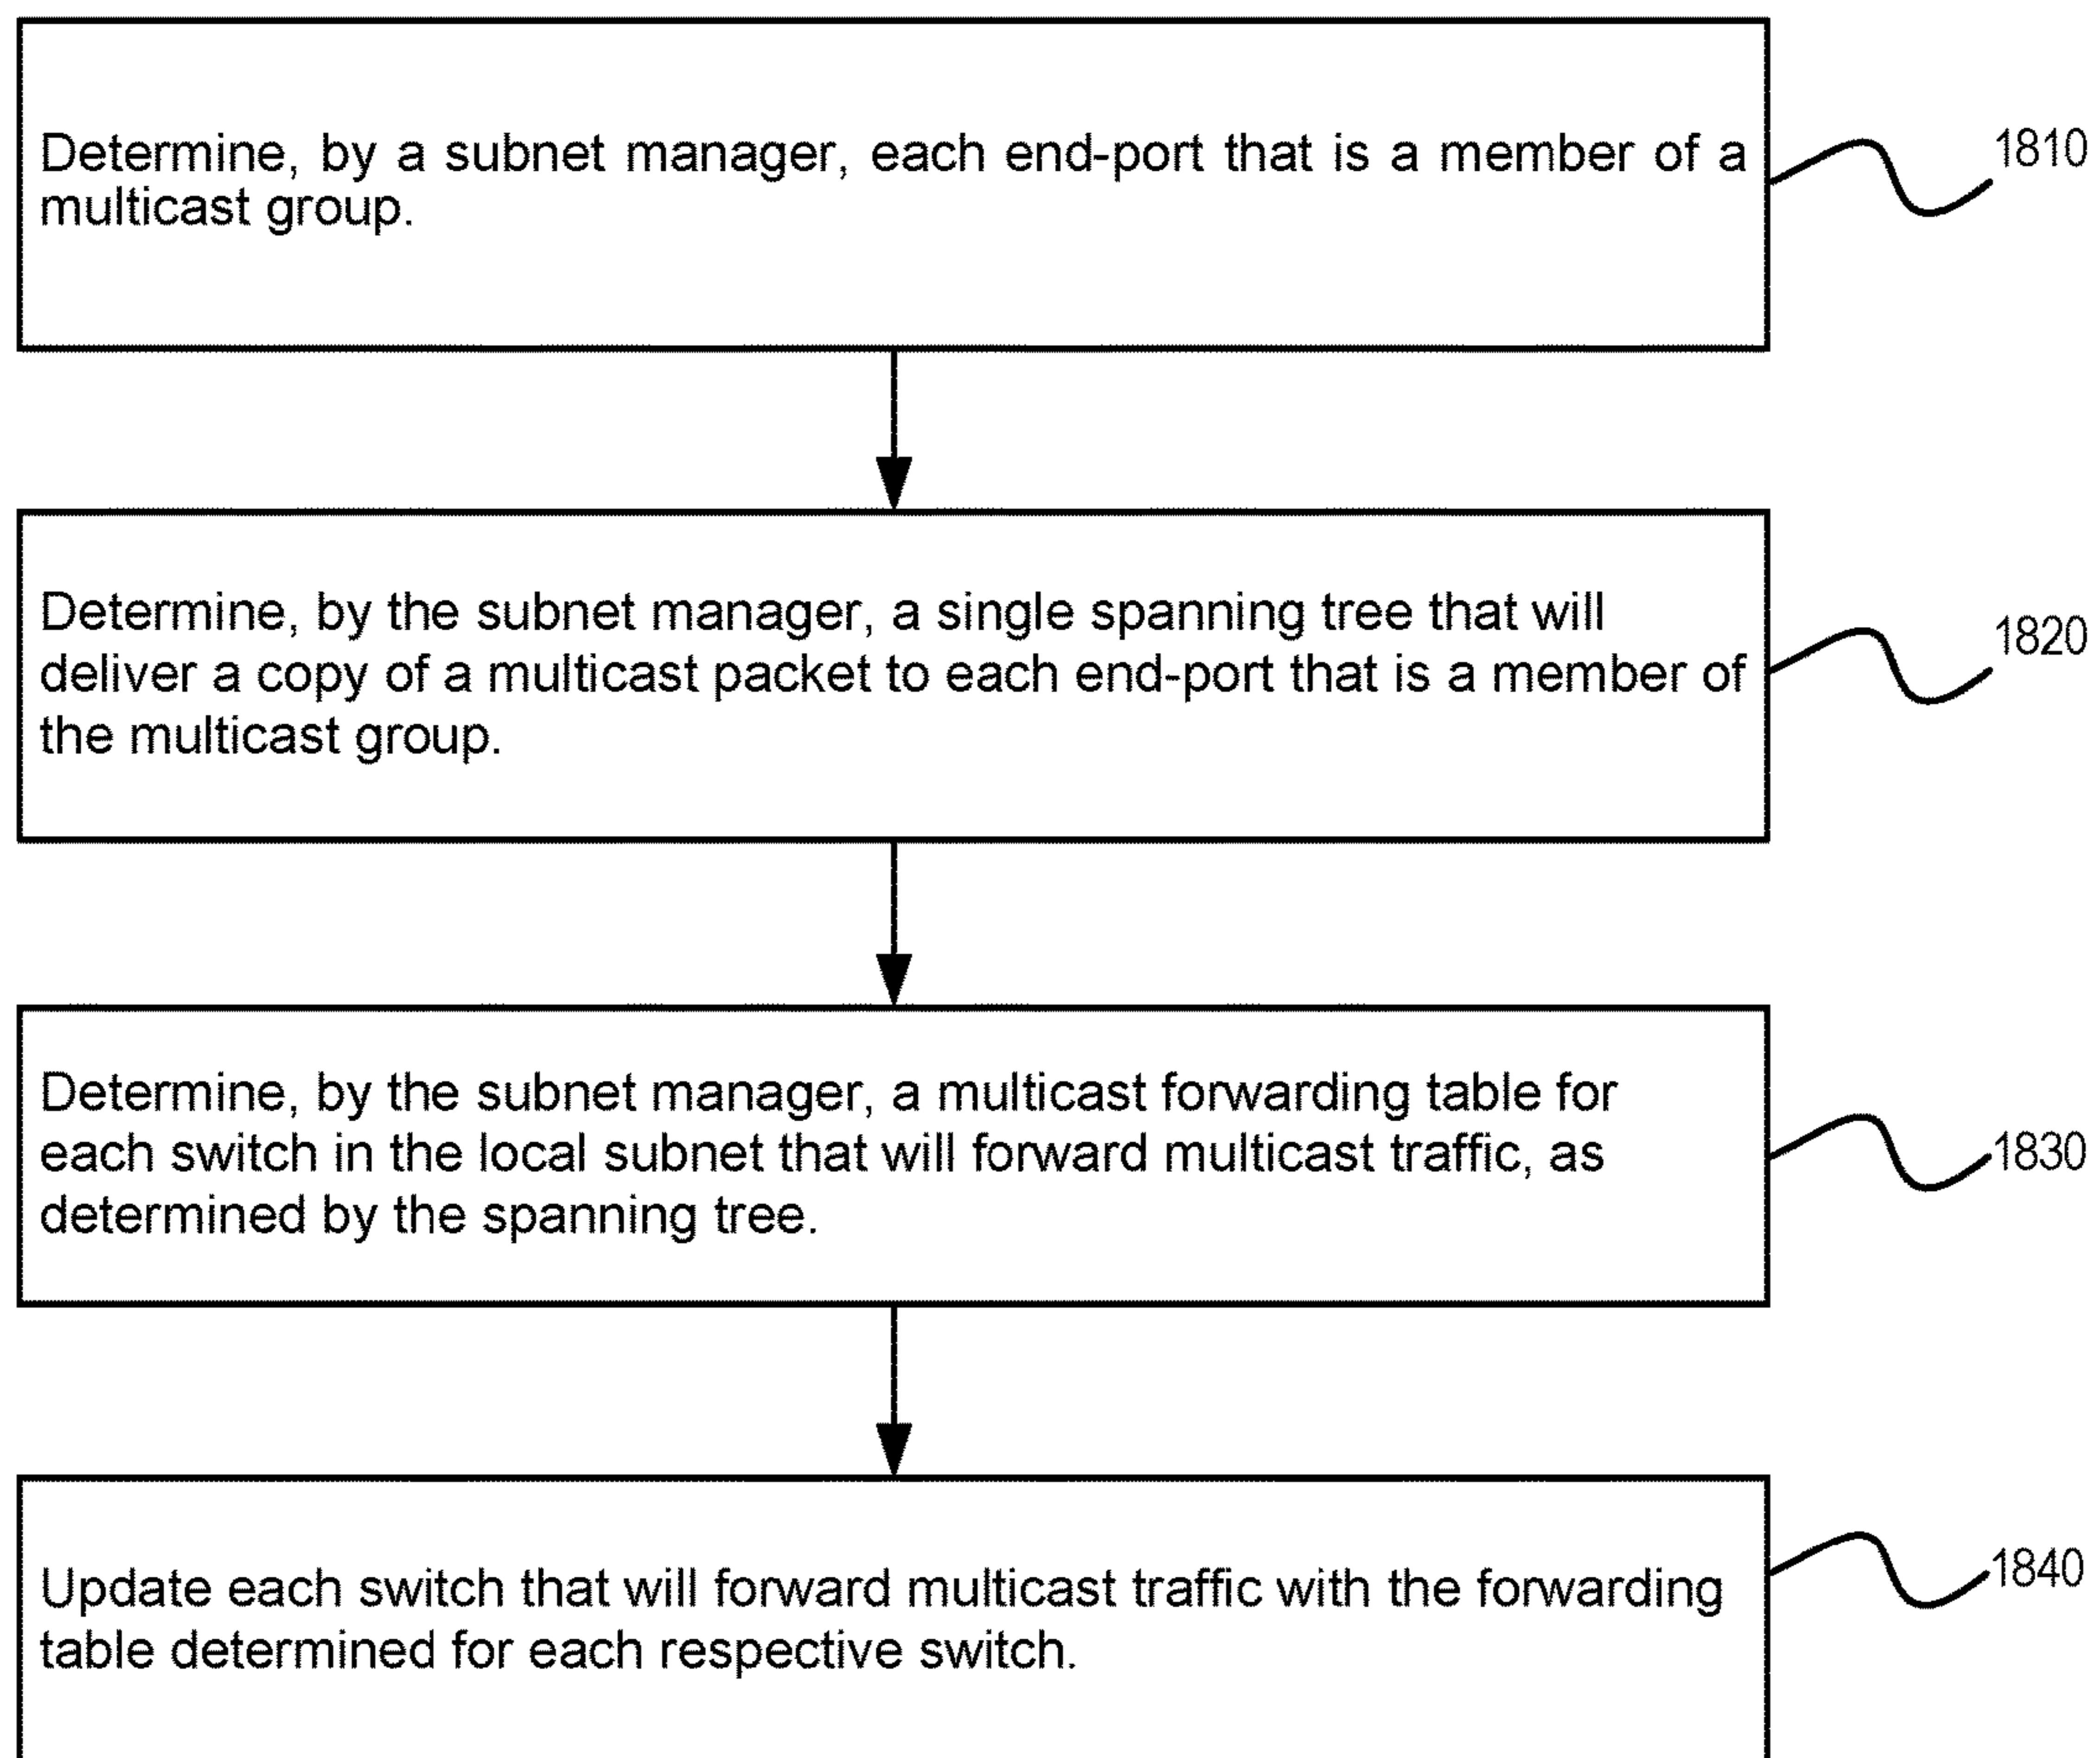 Determine, by a subnet manager, each end-port that is a member of a
multicast group.
1810
Determine, by the subnet manager, a single spanning tree that will
deliver a copy of a multicast packet to each end-port that is a member of
the multicast group.
1820
Determine, by the subnet manager, a multicast forwarding table for
each switch in the local subnet that will forward multicast traffic, as
determined by the spanning tree.
1830
Update each switch that will forward multicast traffic with the forwarding
table determined for each respective switch.
1840